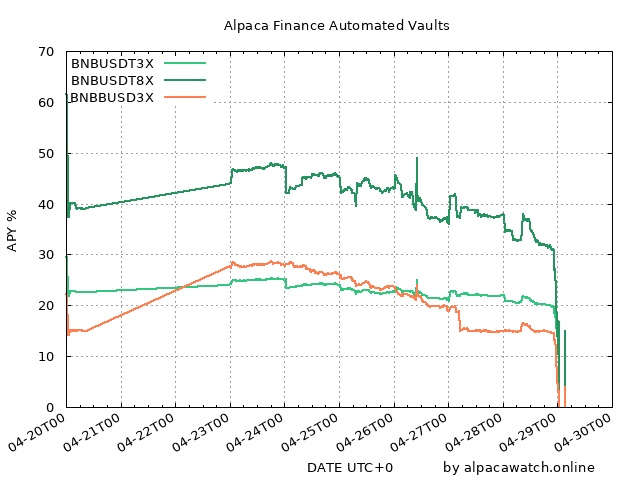 Alpaca Finance Automated Vaults
BNBUSDT3X
BNBUSDT8X
BNBBUSD3X
70
60
50
40
30
20
10
0
APY %
04-20T00
04-21T00
04-22T00
04-23T00
04-24T00
04-25T00
04-26T00
04-27T00
04-28T00
04-29T00
04-30T00
DATE UTC+0
by alpacawatch.online